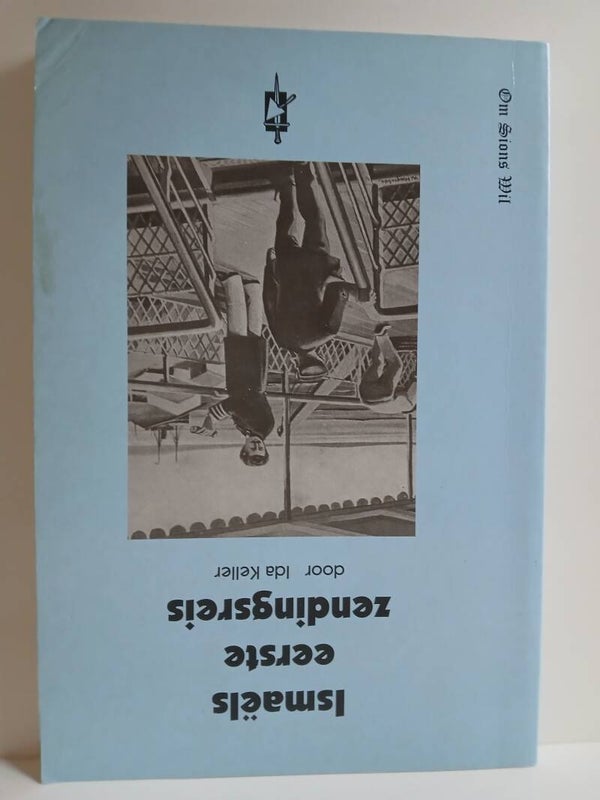 Ismaëls
eerste
zendingsreis
door Ida Keller
Om Sions Wil